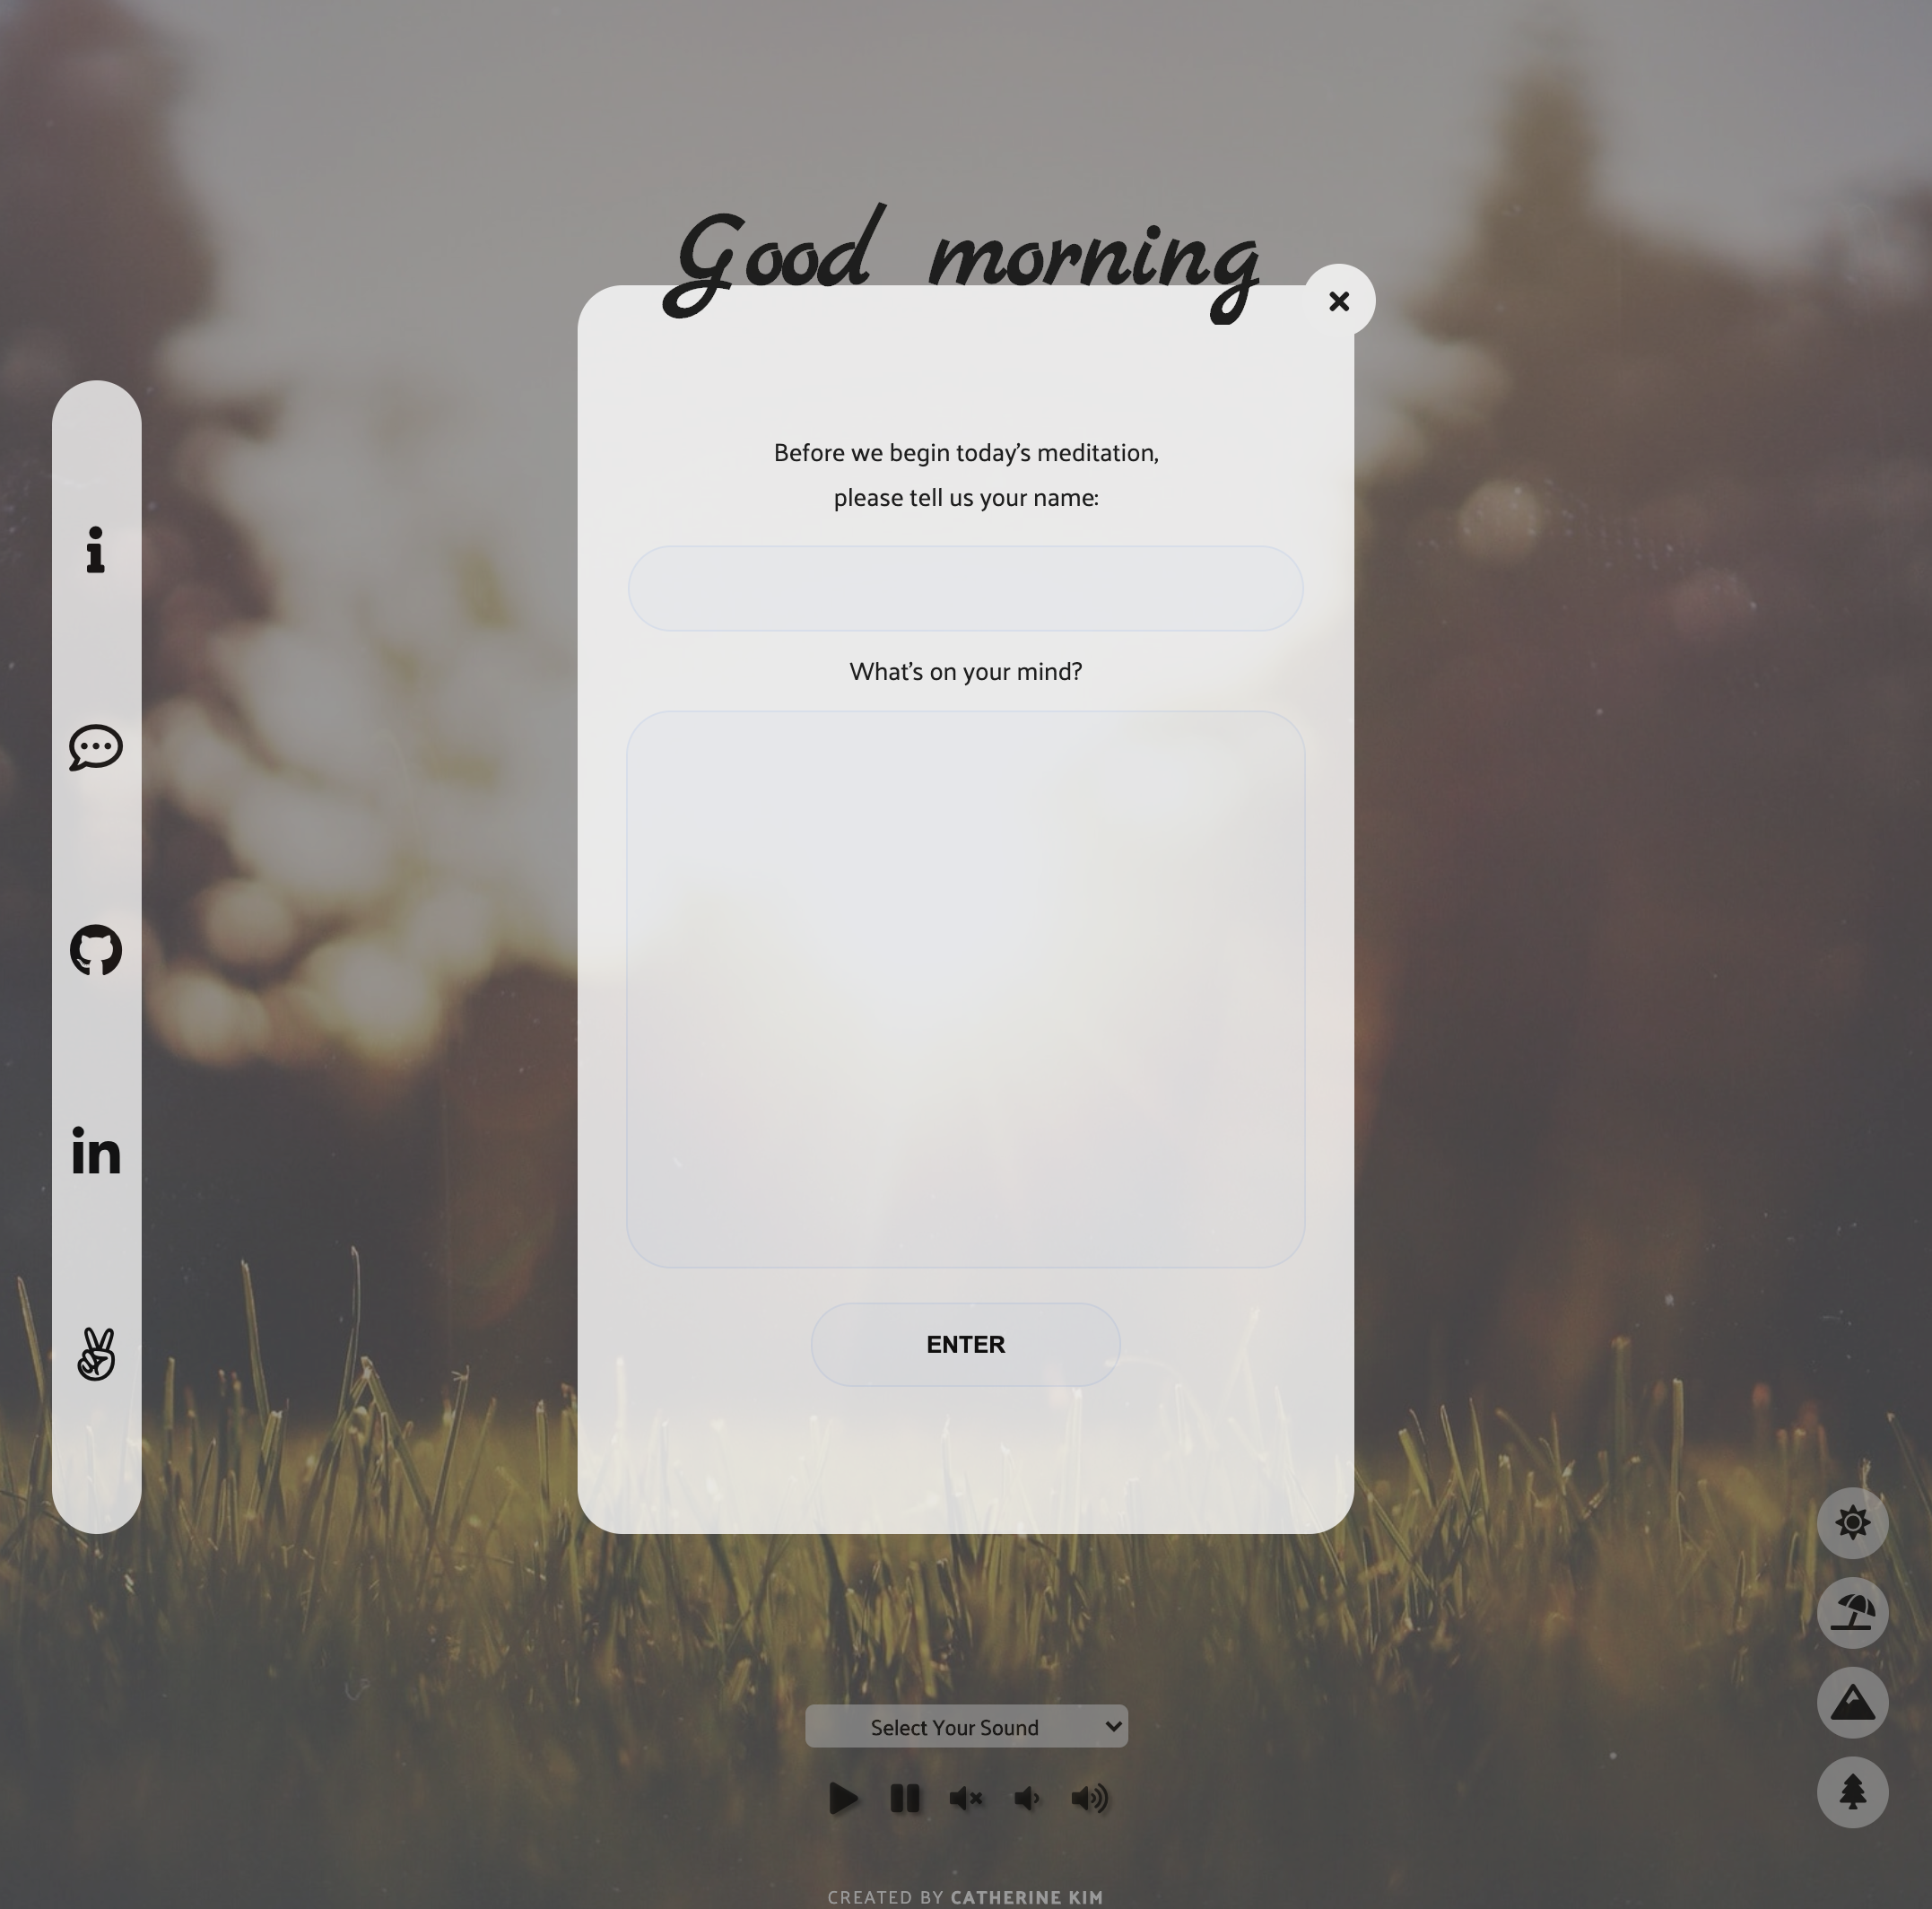 Good morning
Before we begin today’s meditation,
please tell us your name:
What’s on your mind?
ENTER
in
Select Your Sound
CREATED BY CATHERINE KIM